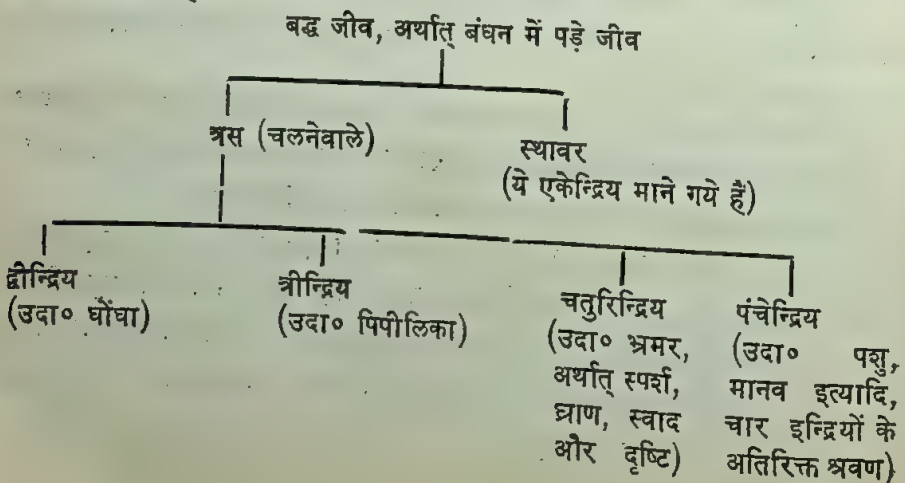 बद्ध जीव, अर्थात् बंधन में पड़े जीव
त्रस (चलनेवाले)
स्थावर
(ये एकेन्द्रिय माने गये हैं)
द्वीन्द्रिय
(उदा० घोंघा)
त्रीन्द्रिय
(उदा० पिपीलिका)
चतुरिन्द्रिय
(उदा० भ्रमर,
अर्थात् स्पर्श,
घ्राण, स्वाद
और दृष्टि)
पंचेन्द्रिय
(उदा० पशु,
मानव इत्यादि,
चार इन्द्रियों के
अतिरिक्त श्रवण)